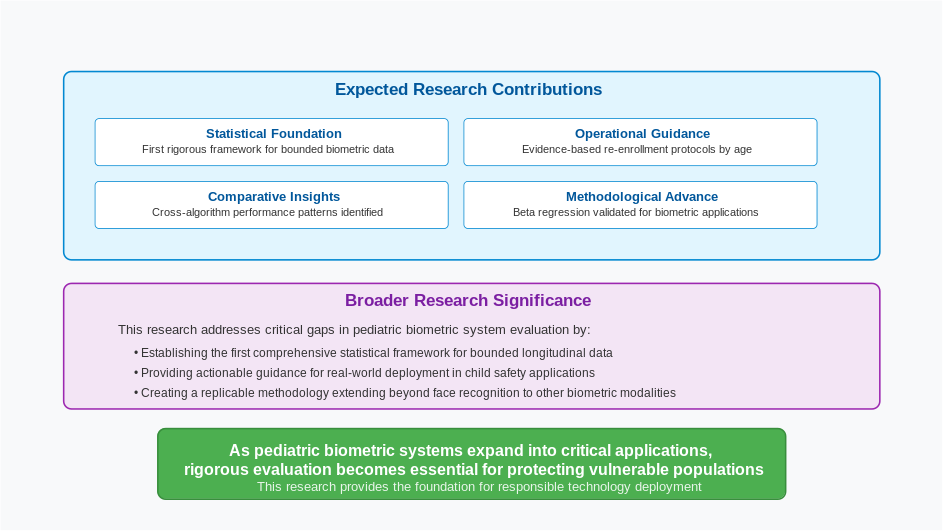 Expected Research Contributions
Statistical Foundation
First rigorous framework for bounded biometric data
Operational Guidance
Evidence-based re-enrollment protocols by age
Comparative Insights
Cross-algorithm performance patterns identified
Methodological Advance
Beta regression validated for biometric applications
Broader Research Significance
This research addresses critical gaps in pediatric biometric system evaluation by:
• Establishing the first comprehensive statistical framework for bounded longitudinal data
• Providing actionable guidance for real-world deployment in child safety applications
• Creating a replicable methodology extending beyond face recognition to other biometric modalities
As pediatric biometric systems expand into critical applications,
rigorous evaluation becomes essential for protecting vulnerable populations
This research provides the foundation for responsible technology deployment